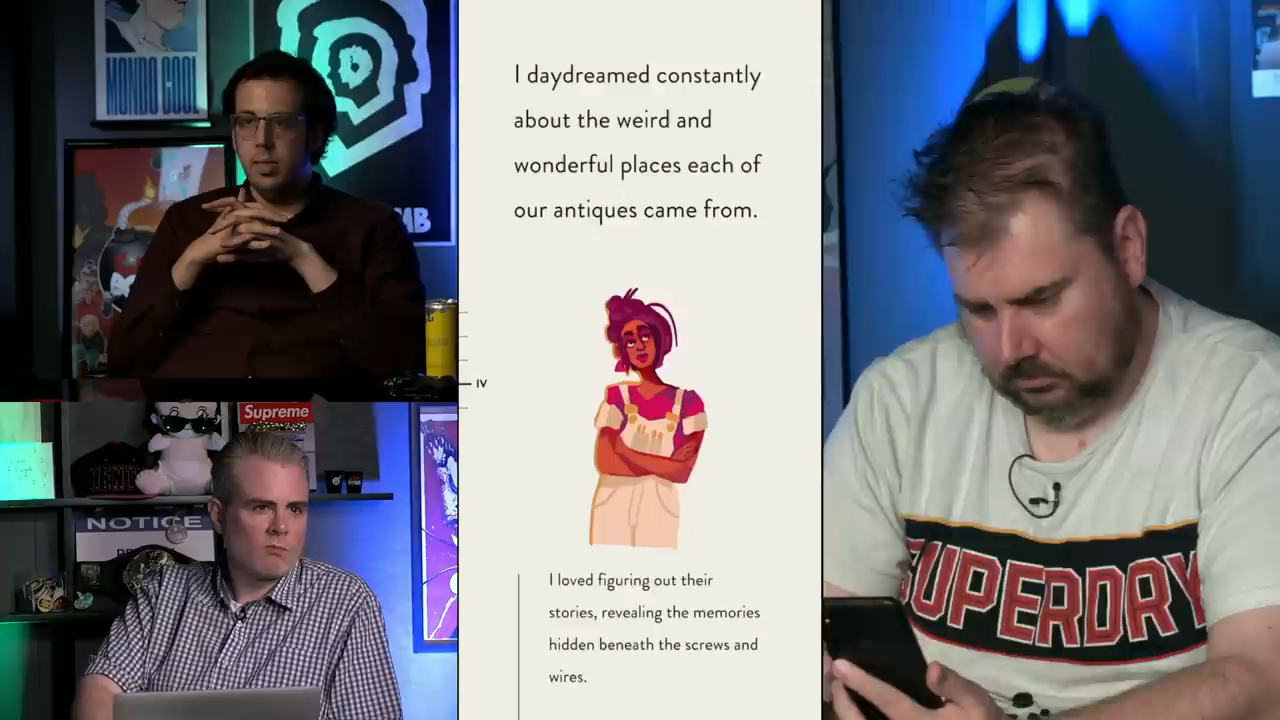 MONDO COOL
MB
Supreme
NOTICE
I daydreamed constantly
about the weird and
wonderful places each of
our antiques came from.
IV
I loved figuring out their
stories, revealing the memories
hidden beneath the screws and
wires.
SUPERDRY